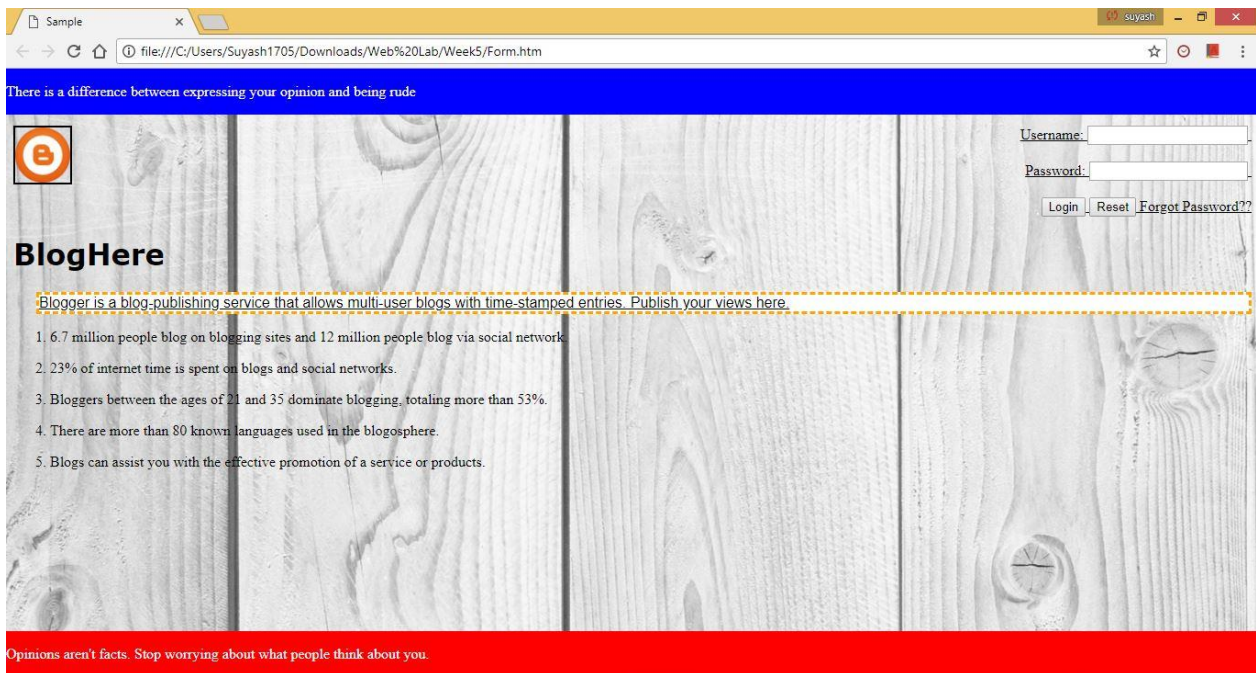 Sample
suyash
file:///C:/Users/Suyash1705/Downloads/Web%20Lab/Week5/Form.htm
There is a difference between expressing your opinion and being rude
Username:
Password:
Login Reset Forgot Password??
BlogHere
Blogger is a blog-publishing service that allows multi-user blogs with time-stamped entries. Publish your views here.
1. 6.7 million people blog on blogging sites and 12 million people blog via social network.
2. 23% of internet time is spent on blogs and social networks.
3. Bloggers between the ages of 21 and 35 dominate blogging, totaling more than 53%.
4. There are more than 80 known languages used in the blogosphere.
5. Blogs can assist you with the effective promotion of a service or products.
Opinions aren't facts. Stop worrying about what people think about you.